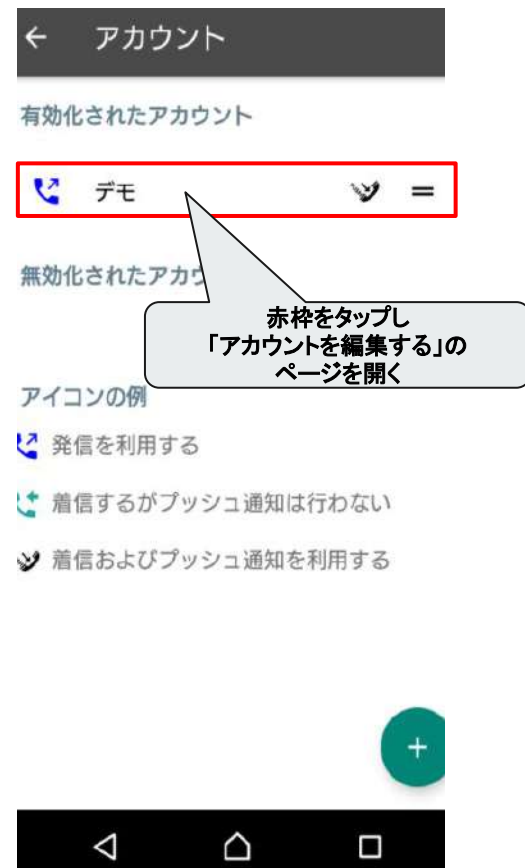 アカウント
有効化されたアカウント
デモ
無効化されたアカウ
赤枠をタップし
「アカウントを編集する」の
ページを開く
アイコンの例
発信を利用する
着信するがプッシュ通知は行わない
着信およびプッシュ通知を利用する